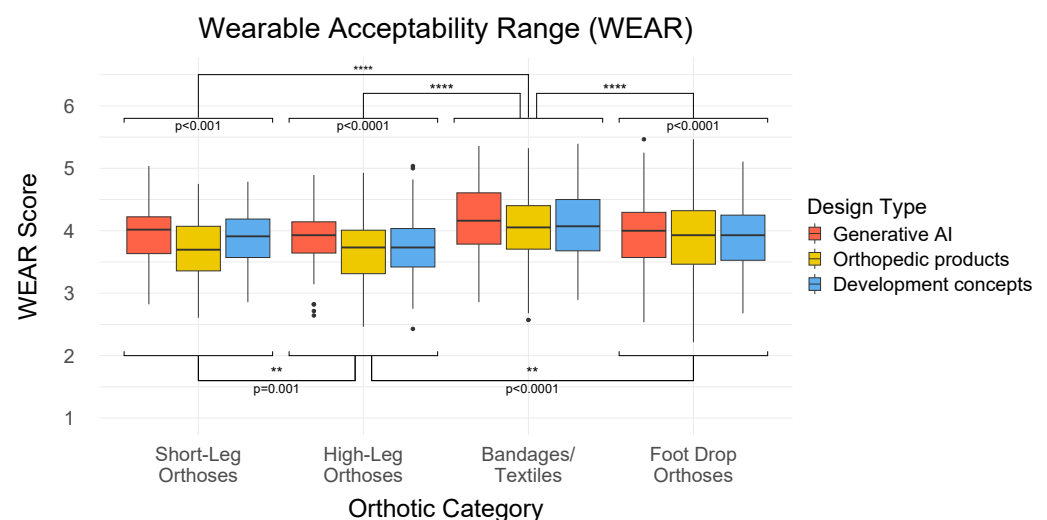 Wearable Acceptability Range (WEAR)
****
****
****
p<0.001
p<0.0001
p<0.0001
WEAR Score
6
5
4
3
2
1
**
p=0.001
**
p<0.0001
Short-Leg
Orthoses
High-Leg
Orthoses
Bandages/
Textiles
Foot Drop
Orthoses
Orthotic Category
Design Type
Generative AI
Orthopedic products
Development concepts